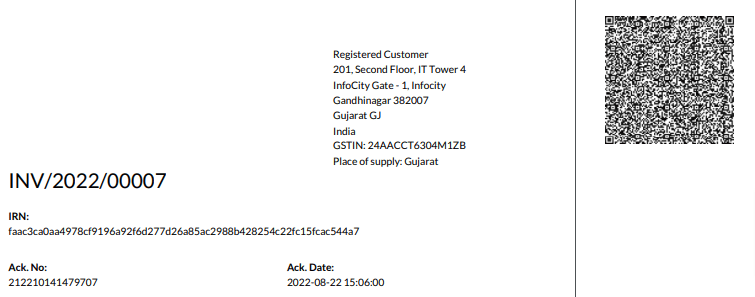 Registered Customer
201, Second Floor, IT Tower 4
InfoCity Gate - 1, Infocity
Gandhinagar 382007
Gujarat GJ
India
GSTIN: 24AACCT6304M1ZB
Place of supply: Gujarat
INV/2022/00007
IRN:
faac3ca0aa4978cf9196a92f6d277d26a85ac2988b428254c22fc15fcac544a7
Ack. No:
212210141479707
Ack. Date:
2022-08-22 15:06:00